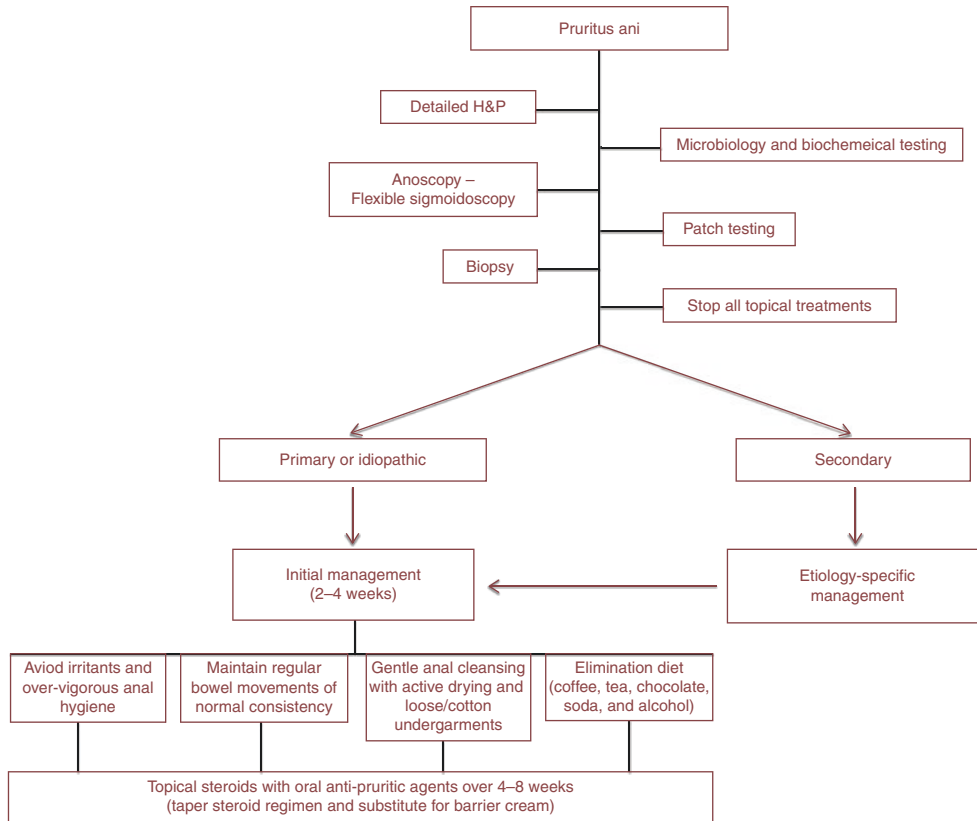 Pruritus ani
Detailed H&P
Microbiology and biochemeical testing
Anoscopy –
Flexible sigmoidoscopy
Patch testing
Biopsy
Stop all topical treatments
Primary or idiopathic
Secondary
Initial management
(2–4 weeks)
Etiology-specific
management
Aviod irritants and
over-vigorous anal
hygiene
Maintain regular
bowel movements of
normal consistency
Gentle anal cleansing
with active drying and
loose/cotton
undergarments
Elimination diet
(coffee, tea, chocolate,
soda, and alcohol)
Topical steroids with oral anti-pruritic agents over 4–8 weeks
(taper steroid regimen and substitute for barrier cream)